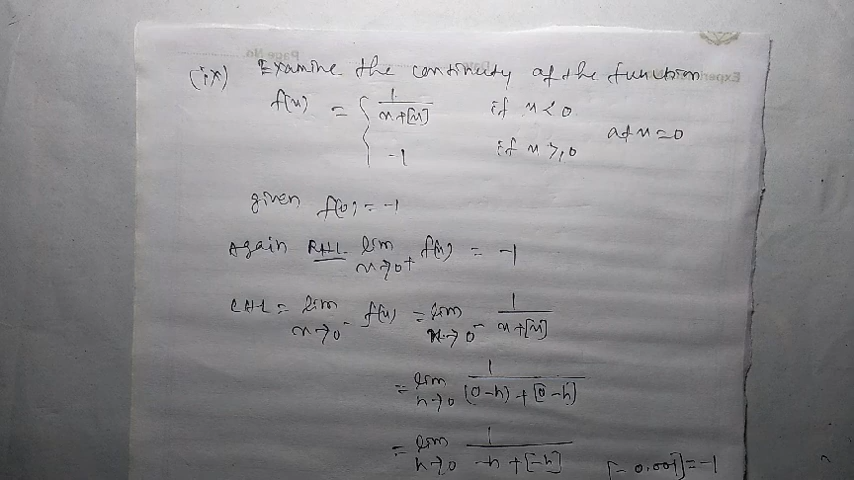 (ix) Examine the continuity of the function
f(x) = { 1/(x+[x]) if x < 0
-1 if x ≥ 0 at x = 0
given f(0) = -1
Again RHL lim x→0+ f(x) = -1
LHL = lim x→0- f(x) = lim x→0- 1/(x+[x])
= lim h→0 1/((0-h)+[0-h])
= lim h→0 1/(-h+[-h]) [-0.001]=-1